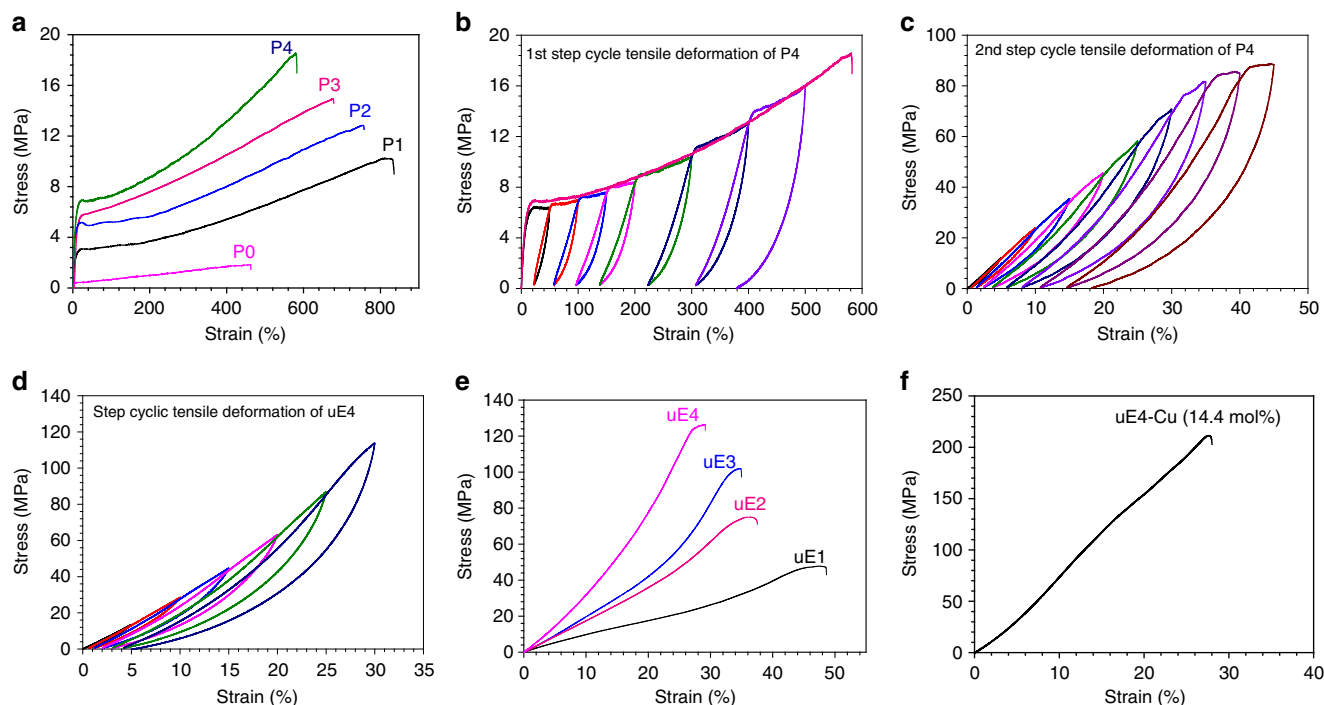 a
20
16
12
8
4
0
Stress (MPa)
0
200
400
600
800
Strain (%)
P4
P3
P2
P1
P0
b
1st step cycle tensile deformation of P4
20
16
12
8
4
0
Stress (MPa)
0
100
200
300
400
500
600
Strain (%)
c
2nd step cycle tensile deformation of P4
100
80
60
40
20
0
Stress (MPa)
0
10
20
30
40
50
Strain (%)
d
Step cyclic tensile deformation of uE4
140
120
100
80
60
40
20
0
Stress (MPa)
0
5
10
15
20
25
30
35
Strain (%)
e
140
120
100
80
60
40
20
0
Stress (MPa)
0
10
20
30
40
50
Strain (%)
uE4
uE3
uE2
uE1
f
uE4-Cu (14.4 mol%)
250
200
150
100
50
0
Stress (MPa)
0
10
20
30
40
Strain (%)